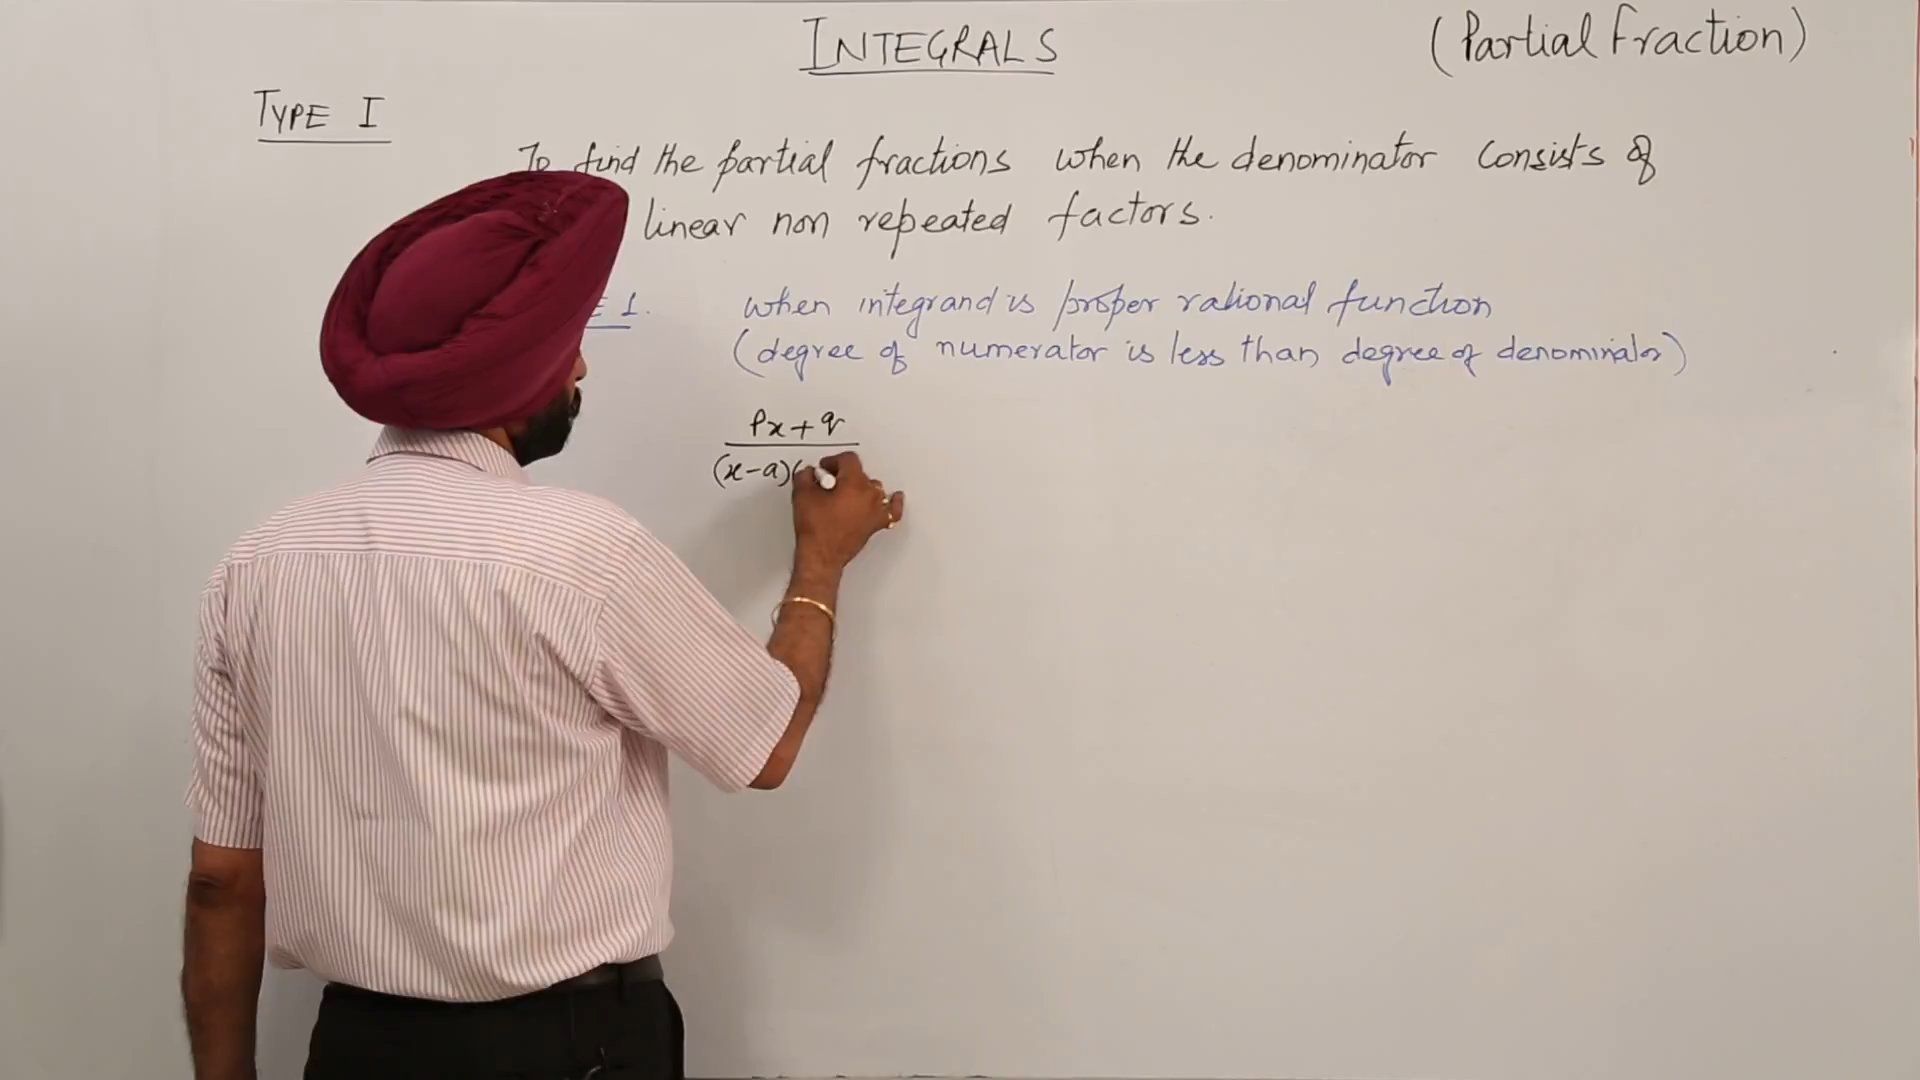 INTEGRALS
(Partial Fraction)
TYPE I
To find the partial fractions when the denominator consists of
linear non repeated factors.
1. when integrand is proper rational function
(degree of numerator is less than degree of denominator)
px+q
(x-a)(